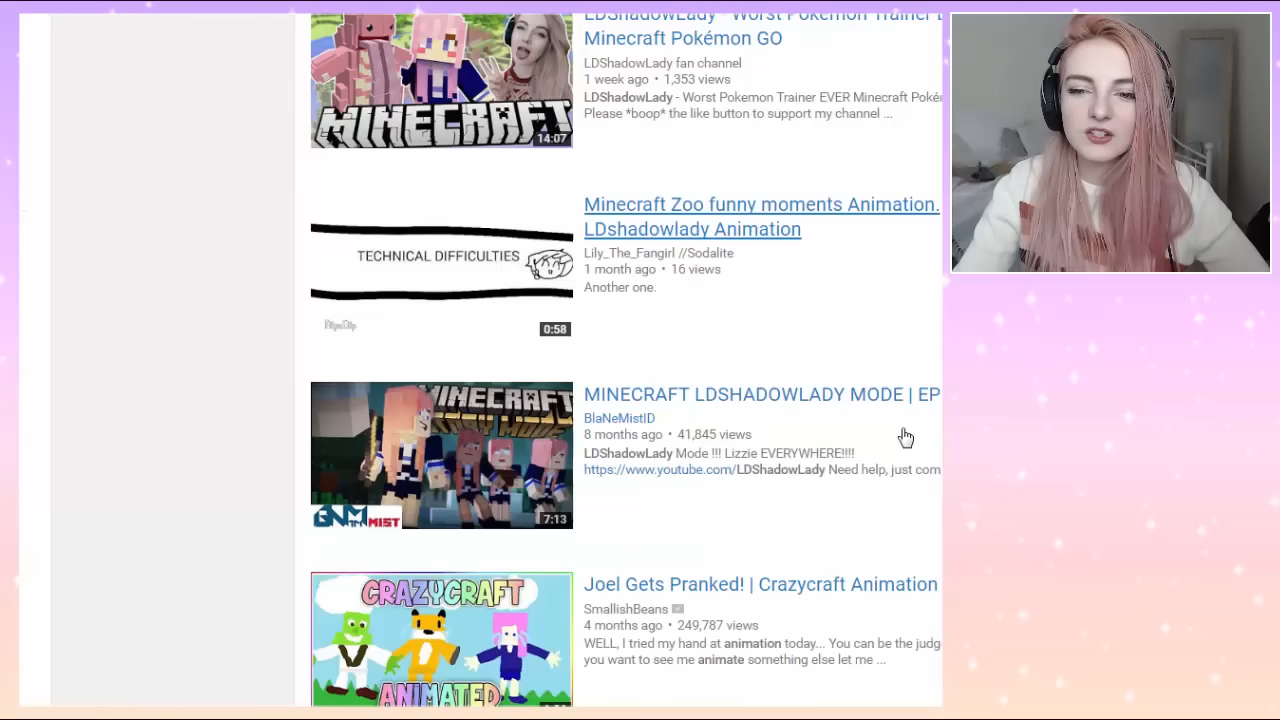 LDShadowLady - Worst Pokemon Trainer
Minecraft Pokémon GO
LDShadowLady fan channel
1 week ago • 1,353 views
LDShadowLady - Worst Pokemon Trainer EVER Minecraft Poké
Please *boop* the like button to support my channel ...
MINECRAFT
14:07
Minecraft Zoo funny moments Animation.
LDshadowlady Animation
Lily_The_Fangirl //Sodalite
1 month ago • 16 views
Another one.
TECHNICAL DIFFICULTIES
FlipaClip
0:58
MINECRAFT LDSHADOWLADY MODE | EP
BlaNeMistID
8 months ago • 41,845 views
LDShadowLady Mode !!! Lizzie EVERYWHERE!!!!
https://www.youtube.com/LDShadowLady Need help, just com
MINECRAFT
MODE
GNM
MIST
7:13
Joel Gets Pranked! | Crazycraft Animation
SmallishBeans
4 months ago • 249,787 views
WELL, I tried my hand at animation today... You can be the judg
you want to see me animate something else let me ...
CRAZYCRAFT
ANIMATED